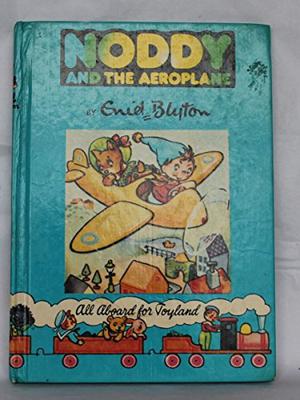 NODDY
AND THE AEROPLANE
BY Enid Blyton
All Aboard for Toyland